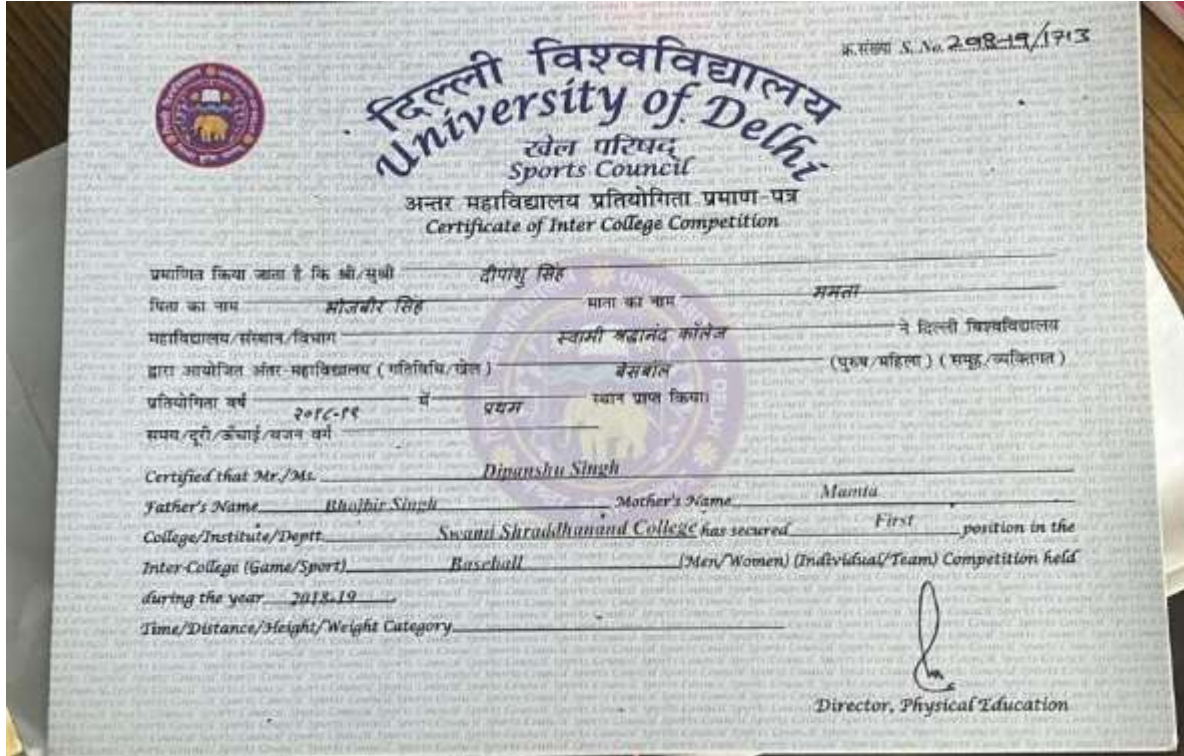 क्र.संख्या S. No. 298-19/1713
दिल्ली विश्वविद्यालय
University of Delhi
खेल परिषद्
Sports Council
अन्तर महाविद्यालय प्रतियोगिता प्रमाण-पत्र
Certificate of Inter College Competition
प्रमाणित किया जाता है कि श्री/सुश्री दीपांशु सिंह
पिता का नाम भोजबीर सिंह माता का नाम ममता
महाविद्यालय/संस्थान/विभाग स्वामी श्रद्धानंद कॉलेज ने दिल्ली विश्वविद्यालय
द्वारा आयोजित अंतर-महाविद्यालय (गतिविधि/खेल) बेसबॉल (पुरुष/महिला) (समूह/व्यक्तिगत)
प्रतियोगिता वर्ष २०१८-१९ में प्रथम स्थान प्राप्त किया।
समय/दूरी/ऊँचाई/वजन वर्ग
Certified that Mr./Ms. Dipanshu Singh
Father's Name Bhojbir Singh Mother's Name Mamta
College/Institute/Deptt. Swami Shraddhanand College has secured First position in the
Inter-College (Game/Sport) Baseball (Men/Women) (Individual/Team) Competition held
during the year 2018-19
Time/Distance/Height/Weight Category
Director, Physical Education